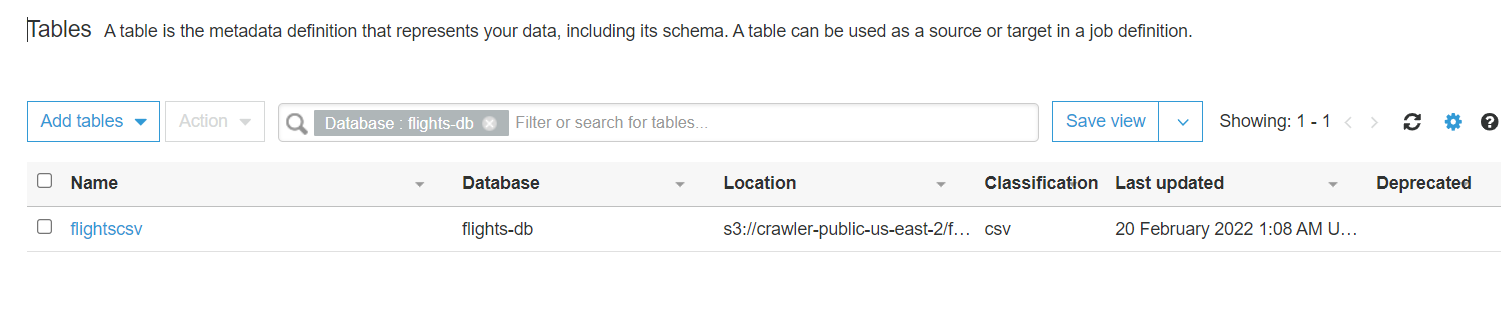 Tables A table is the metadata definition that represents your data, including its schema. A table can be used as a source or target in a job definition.
Add tables Action Database : flights-db Filter or search for tables... Save view Showing: 1 - 1
Name Database Location Classification Last updated Deprecated
flightscsv flights-db s3://crawler-public-us-east-2/f... csv 20 February 2022 1:08 AM U...